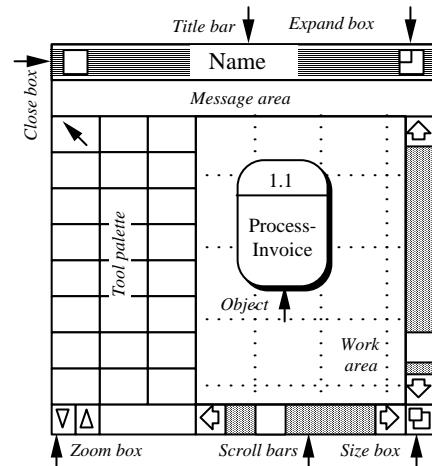 Title bar
Expand box
Close box
Name
Message area
Tool palette
1.1
Process-
Invoice
Object
Work
area
Zoom box
Scroll bars
Size box